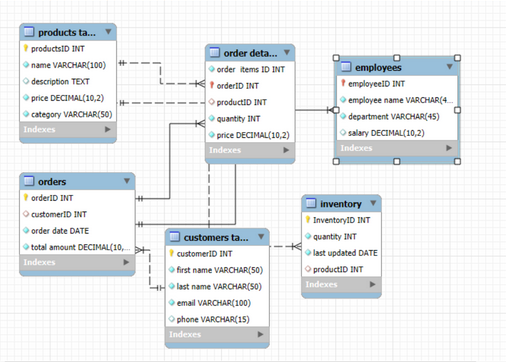 products ta...
productsID INT
name VARCHAR(100)
description TEXT
price DECIMAL(10,2)
category VARCHAR(50)
Indexes
order deta...
order items ID INT
orderID INT
productID INT
quantity INT
price DECIMAL(10,2)
Indexes
employees
employeeID INT
employee name VARCHAR(4...
department VARCHAR(45)
salary DECIMAL(10,2)
Indexes
orders
orderID INT
customerID INT
order date DATE
total amount DECIMAL(10,...
Indexes
customers ta...
customerID INT
first name VARCHAR(50)
last name VARCHAR(50)
email VARCHAR(100)
phone VARCHAR(15)
Indexes
inventory
InventoryID INT
quantity INT
last updated DATE
productID INT
Indexes